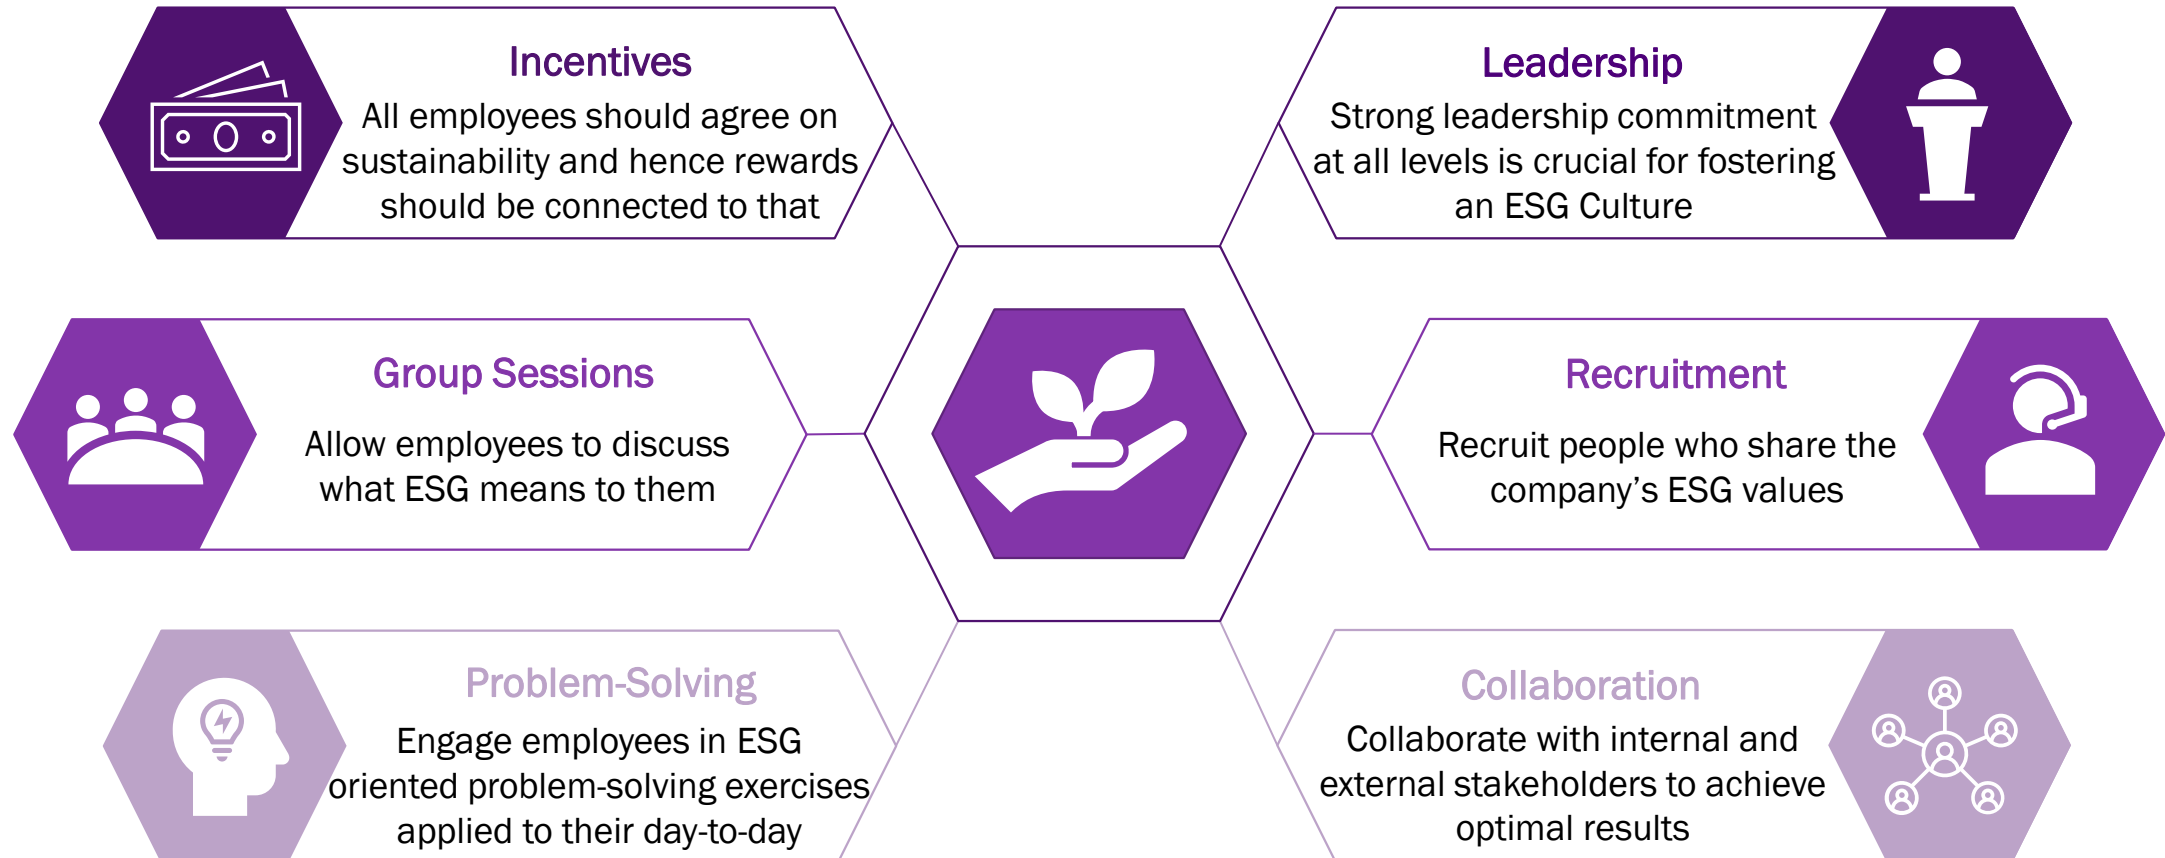 Incentives
All employees should agree on
sustainability and hence rewards
should be connected to that
Leadership
Strong leadership commitment
at all levels is crucial for fostering
an ESG Culture
Group Sessions
Allow employees to discuss
what ESG means to them
Recruitment
Recruit people who share the
company’s ESG values
Problem-Solving
Engage employees in ESG
oriented problem-solving exercises
applied to their day-to-day
Collaboration
Collaborate with internal and
external stakeholders to achieve
optimal results